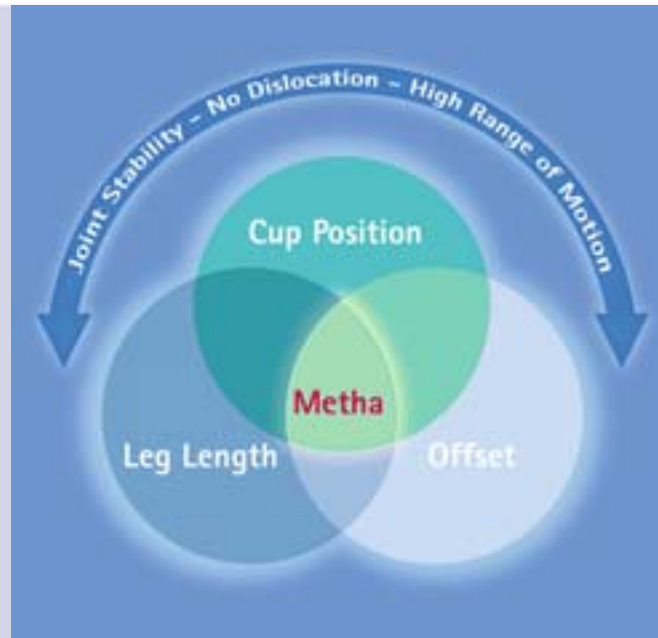 Joint Stability – No Dislocation – High Range of Motion
Cup Position
Metha
Leg Length
Offset